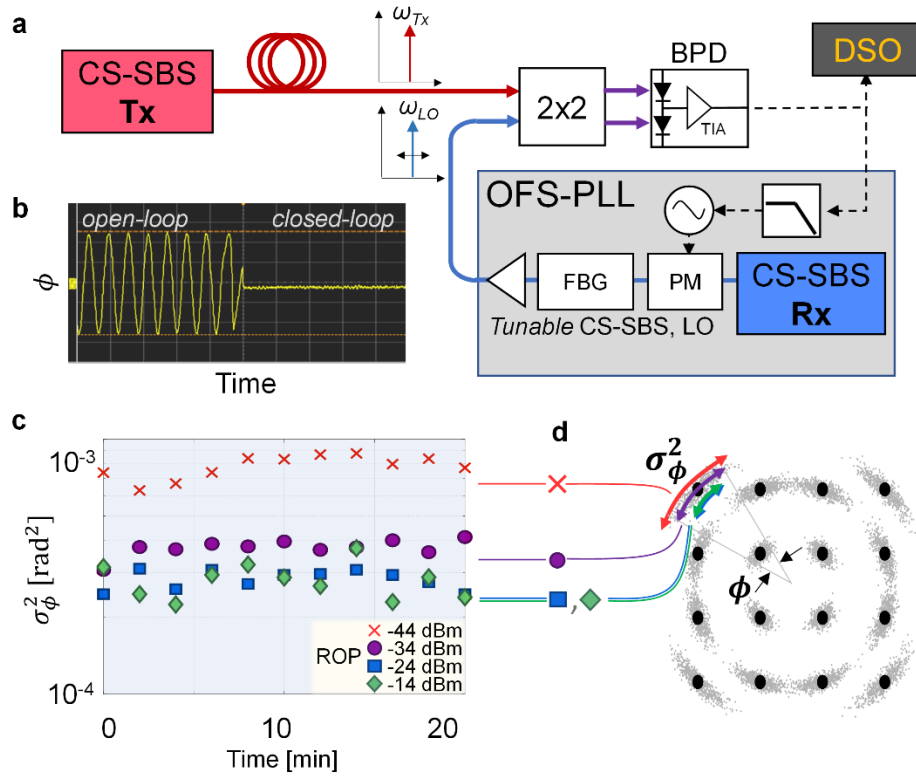 a
CS-SBS
Tx
ω_Tx
ω_LO
2x2
BPD
TIA
DSO
OFS-PLL
FBG
PM
CS-SBS
Rx
Tunable CS-SBS, LO
b
open-loop closed-loop
ϕ
Time
c
σ²_ϕ [rad²]
10⁻³
10⁻⁴
ROP
-44 dBm
-34 dBm
-24 dBm
-14 dBm
0 10 20
Time [min]
,
d
σ²_ϕ
ϕ